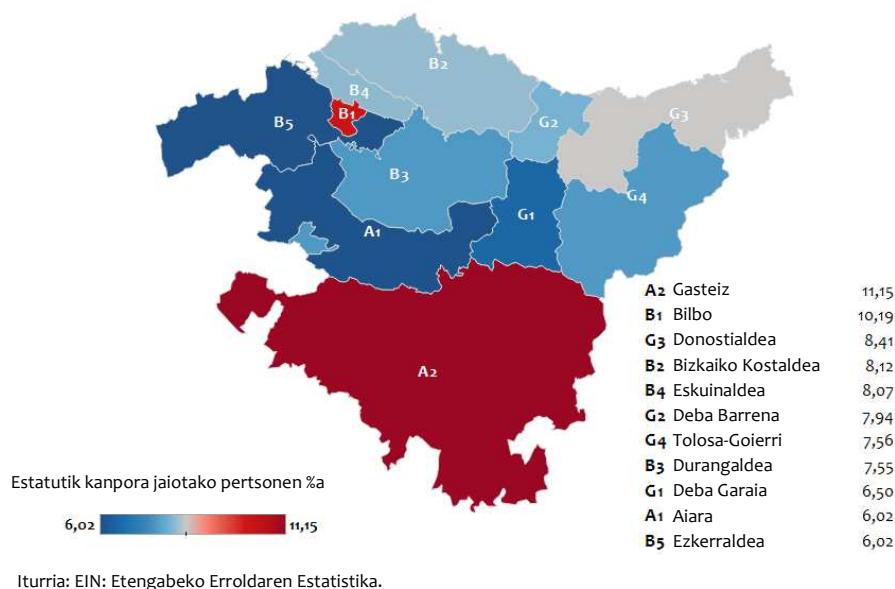 B2
B4
B1
B5
G2
G3
B3
G4
G1
A1
A2
A2 Gasteiz 11,15
B1 Bilbo 10,19
G3 Donostialdea 8,41
B2 Bizkaiko Kostaldea 8,12
B4 Eskuinaldea 8,07
G2 Deba Barrena 7,94
G4 Tolosa-Goierri 7,56
B3 Durangaldea 7,55
G1 Deba Garaia 6,50
A1 Aiara 6,02
B5 Ezkerraldea 6,02
Estatutik kanpora jaiotako pertsonen %a
6,02 11,15
Iturria: EIN: Etengabeko Erroldaren Estatistika.